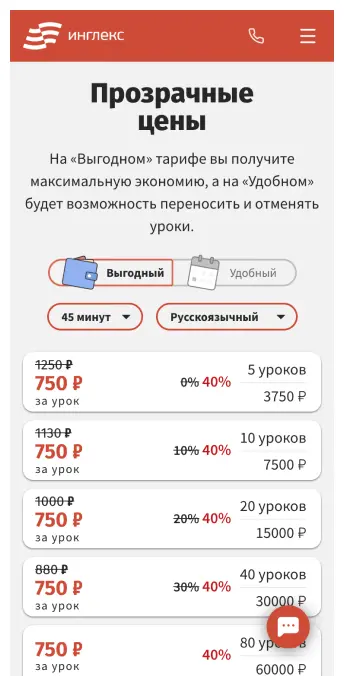 инглекс
Прозрачные
цены
На «Выгодном» тарифе вы получите
максимальную экономию, а на «Удобном»
будет возможность переносить и отменять
уроки.
Выгодный
Удобный
45 минут
Русскоязычный
1250 ₽
750 ₽
за урок
0% 40%
5 уроков
3750 ₽
1130 ₽
750 ₽
за урок
10% 40%
10 уроков
7500 ₽
1000 ₽
750 ₽
за урок
20% 40%
20 уроков
15000 ₽
880 ₽
750 ₽
за урок
30% 40%
40 уроков
30000 ₽
750 ₽
за урок
40%
80
60000 ₽